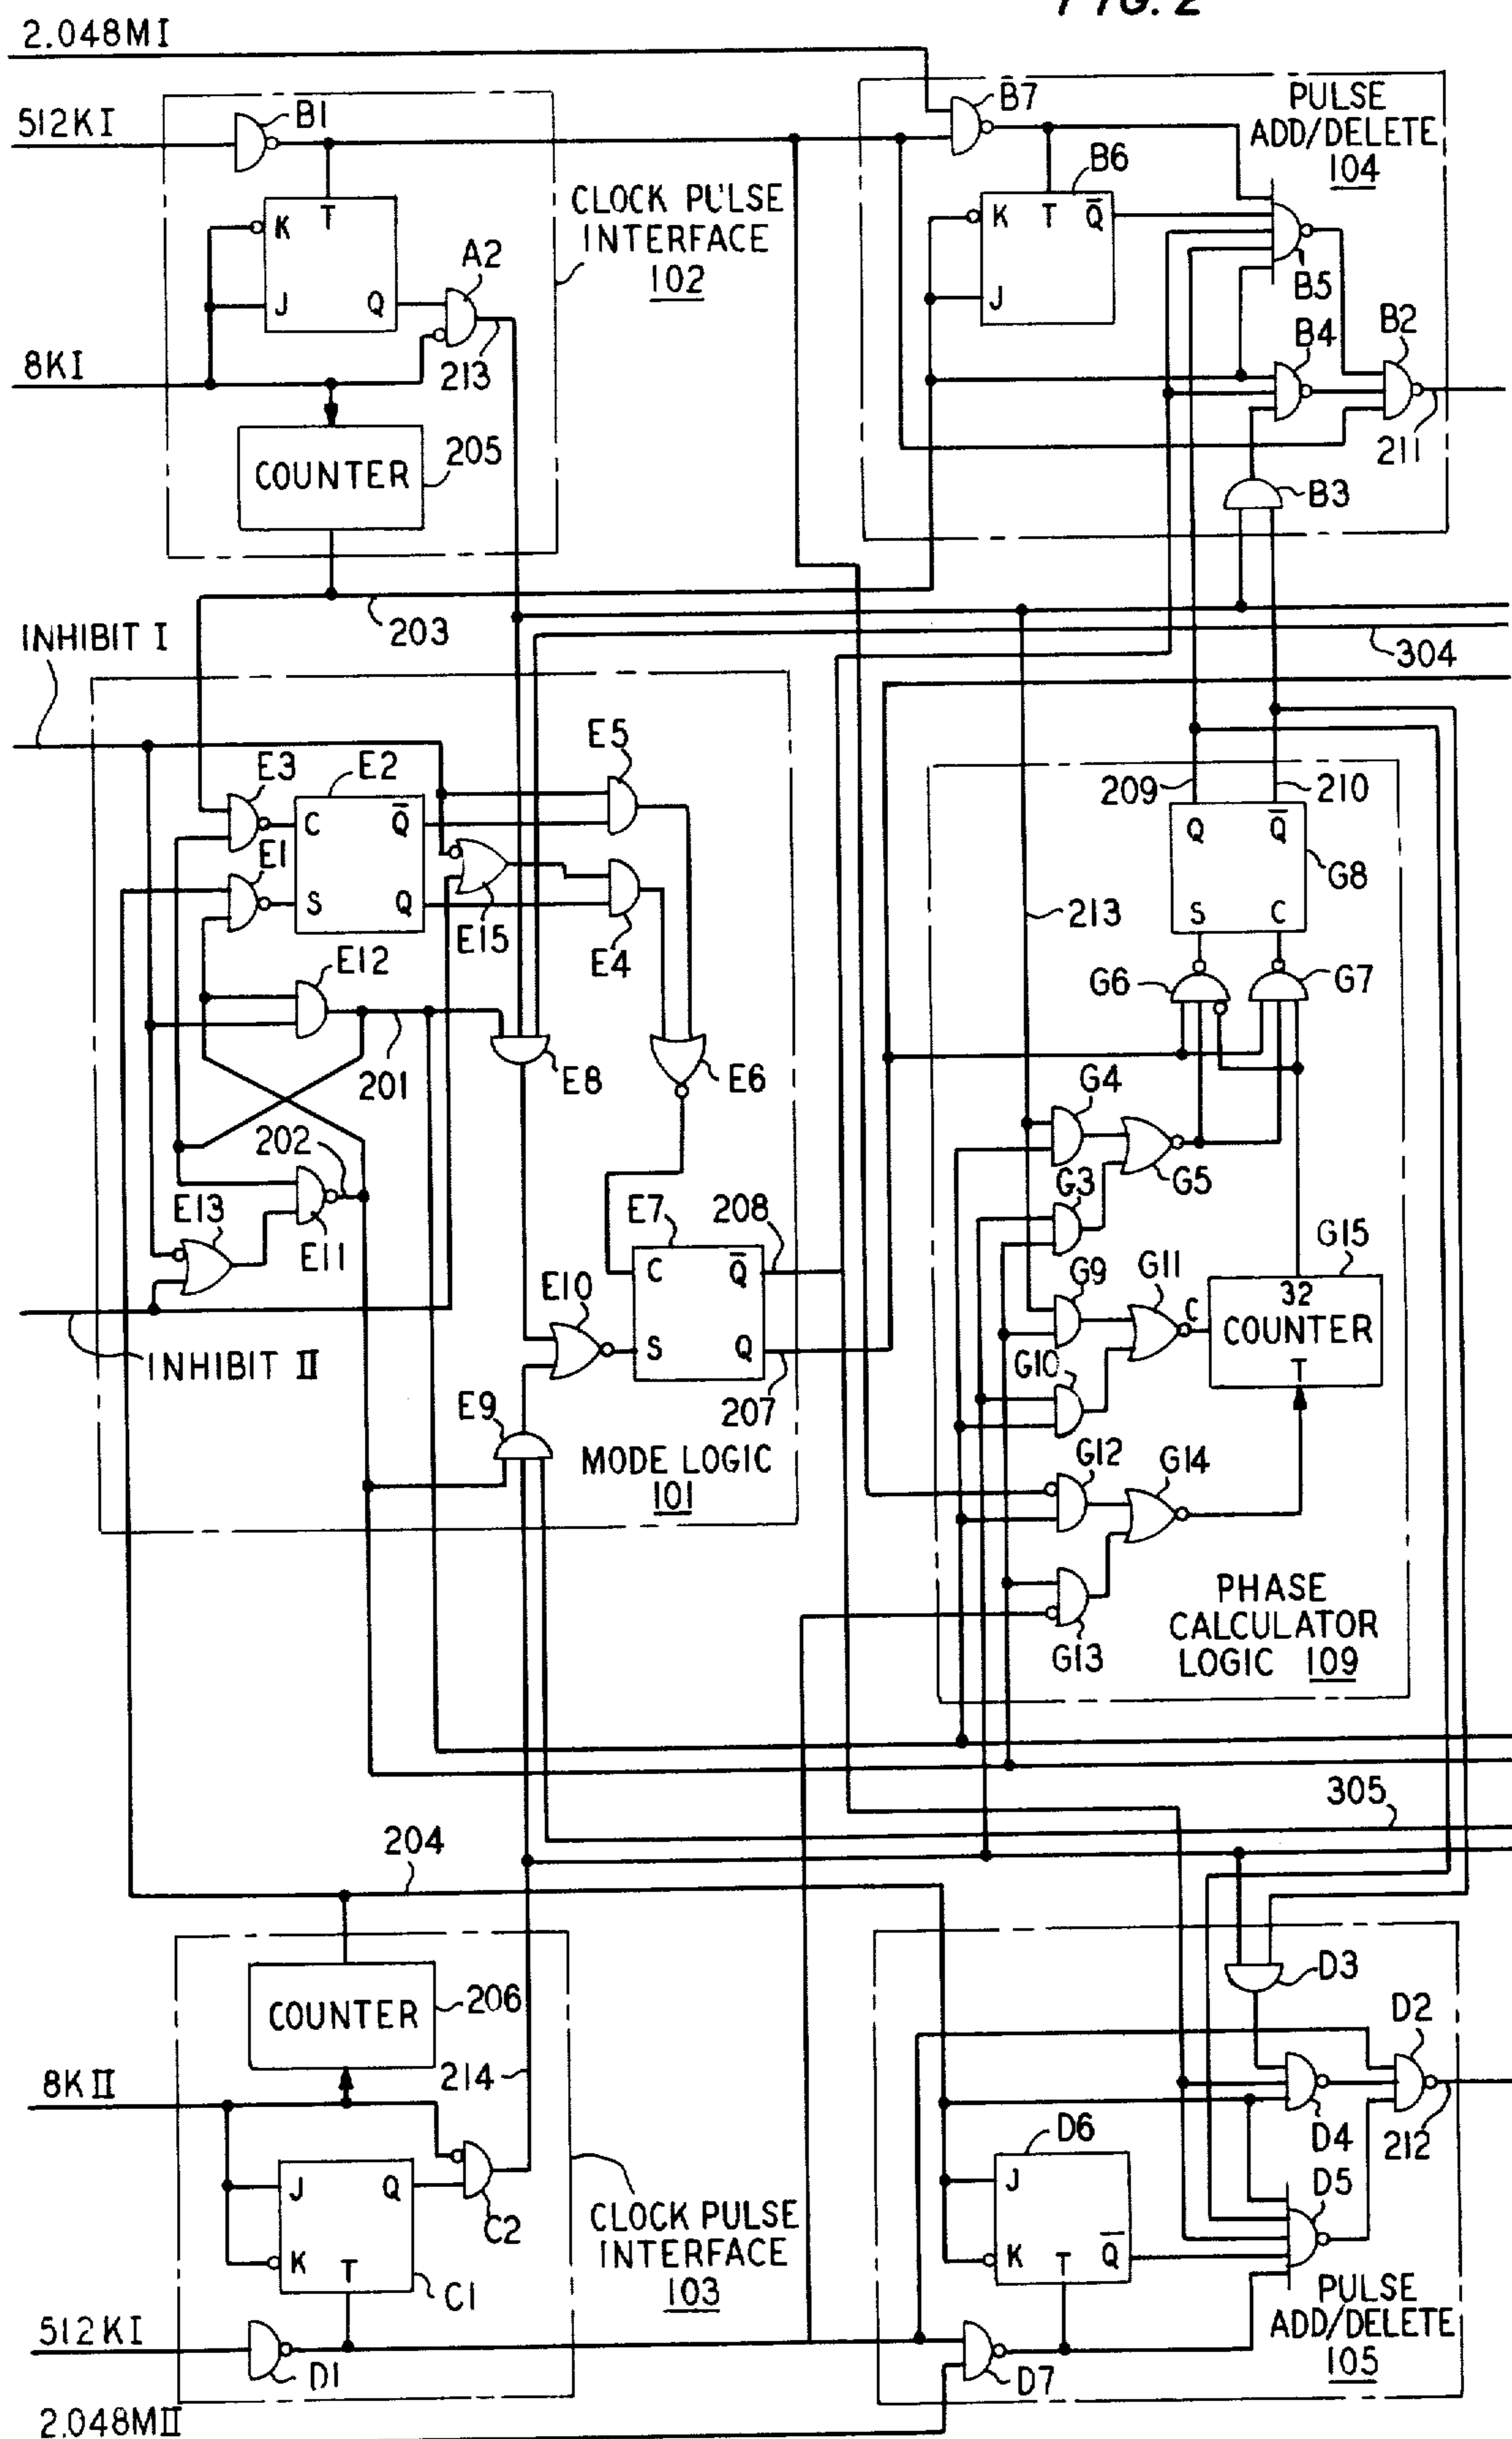 FIG. 2
2.048MI
512KI
B1
T
K
J
Q
A2
213
8KI
COUNTER
205
CLOCK PULSE
INTERFACE
102
203
B7
PULSE
ADD/DELETE
104
B6
K
T
Q̅
J
B5
B4
B2
211
B3
304
INHIBIT I
E3
E2
E5
C
Q̅
E1
S
Q
E15
E4
E12
201
E8
E6
202
E13
E11
E7
208
C
Q̅
E10
S
Q
207
INHIBIT II
E9
MODE LOGIC
101
209
210
Q
Q̅
G8
S
C
213
G6
G7
G4
G3
G5
G9
G11
G15
C
32
COUNTER
T
G10
G12
G14
G13
PHASE
CALCULATOR
LOGIC 109
305
204
COUNTER
206
8KII
214
J
Q
C2
K
T
C1
CLOCK PULSE
INTERFACE
103
512KI
D1
2.048MII
D3
D2
D4
212
D6
J
D5
K
T
Q̅
PULSE
ADD/DELETE
105
D7